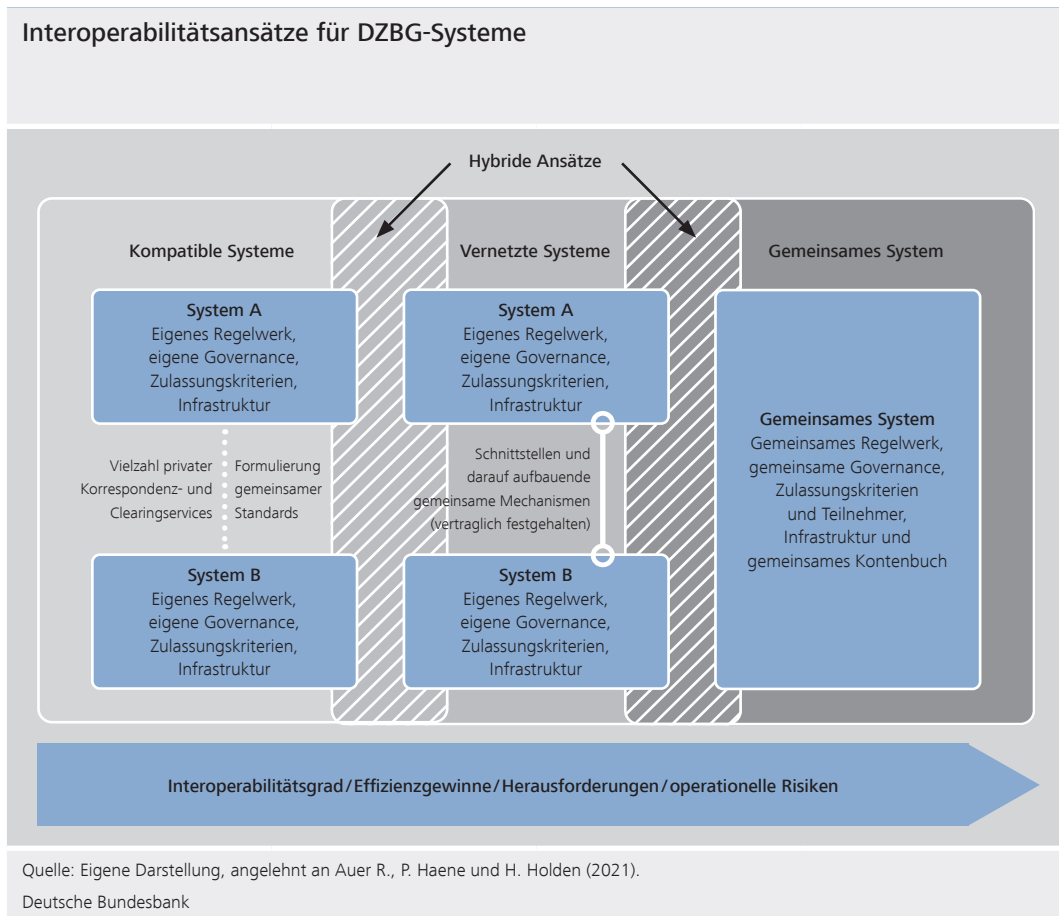 Interoperabilitätsansätze für DZBG-Systeme
Hybride Ansätze
Kompatible Systeme
System A
Eigenes Regelwerk,
eigene Governance,
Zulassungskriterien,
Infrastruktur
Vielzahl privater
Korrespondenz- und
Clearingservices
Formulierung
gemeinsamer
Standards
System B
Eigenes Regelwerk,
eigene Governance,
Zulassungskriterien,
Infrastruktur
Vernetzte Systeme
System A
Eigenes Regelwerk,
eigene Governance,
Zulassungskriterien,
Infrastruktur
Schnittstellen und
darauf aufbauende
gemeinsame Mechanismen
(vertraglich festgehalten)
System B
Eigenes Regelwerk,
eigene Governance,
Zulassungskriterien,
Infrastruktur
Gemeinsames System
Gemeinsames System
Gemeinsames Regelwerk,
gemeinsame Governance,
Zulassungskriterien
und Teilnehmer,
Infrastruktur und
gemeinsames Kontenbuch
Interoperabilitätsgrad/Effizienzgewinne/Herausforderungen/operationelle Risiken
Quelle: Eigene Darstellung, angelehnt an Auer R., P. Haene und H. Holden (2021).
Deutsche Bundesbank